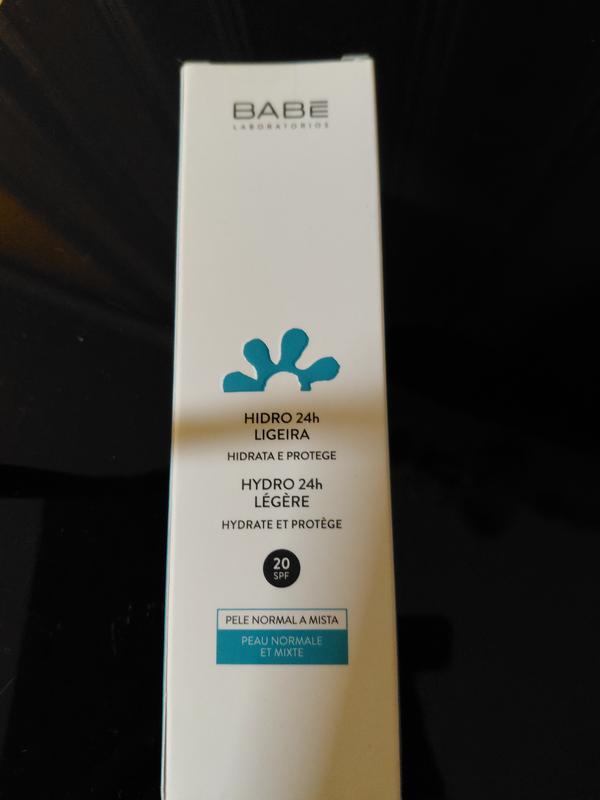 BABĒ
LABORATORIOS
HIDRO 24h
LIGEIRA
HIDRATA E PROTEGE
HYDRO 24h
LÉGÈRE
HYDRATE ET PROTÈGE
20
SPF
PELE NORMAL A MISTA
PEAU NORMALE
ET MIXTE